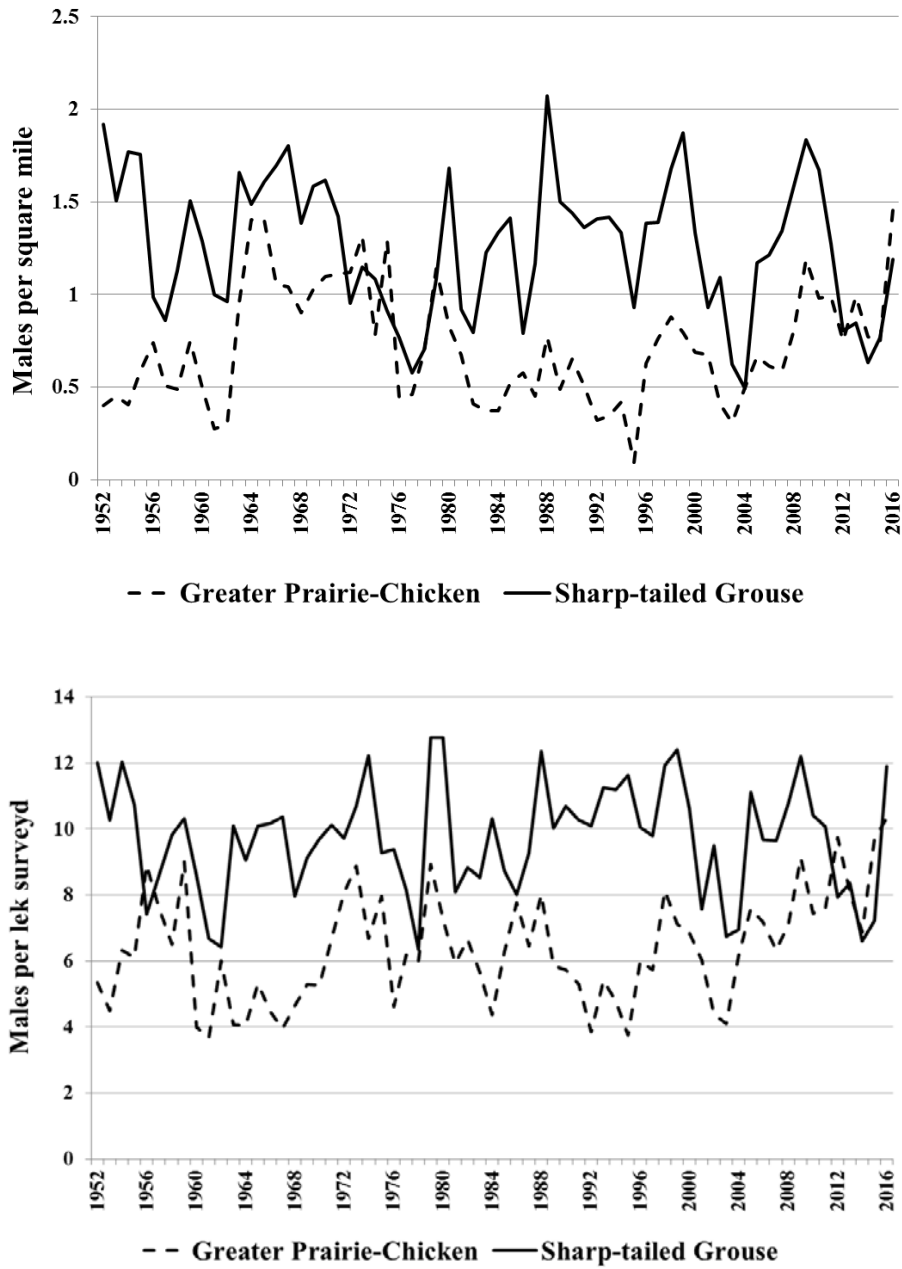 2.5
2
1.5
1
0.5
0
Males per square mile
1952 1956 1960 1964 1968 1972 1976 1980 1984 1988 1992 1996 2000 2004 2008 2012 2016
Greater Prairie-Chicken Sharp-tailed Grouse
14
12
10
8
6
4
2
0
Males per lek surveyd
1952 1956 1960 1964 1968 1972 1976 1980 1984 1988 1992 1996 2000 2004 2008 2012 2016
Greater Prairie-Chicken Sharp-tailed Grouse